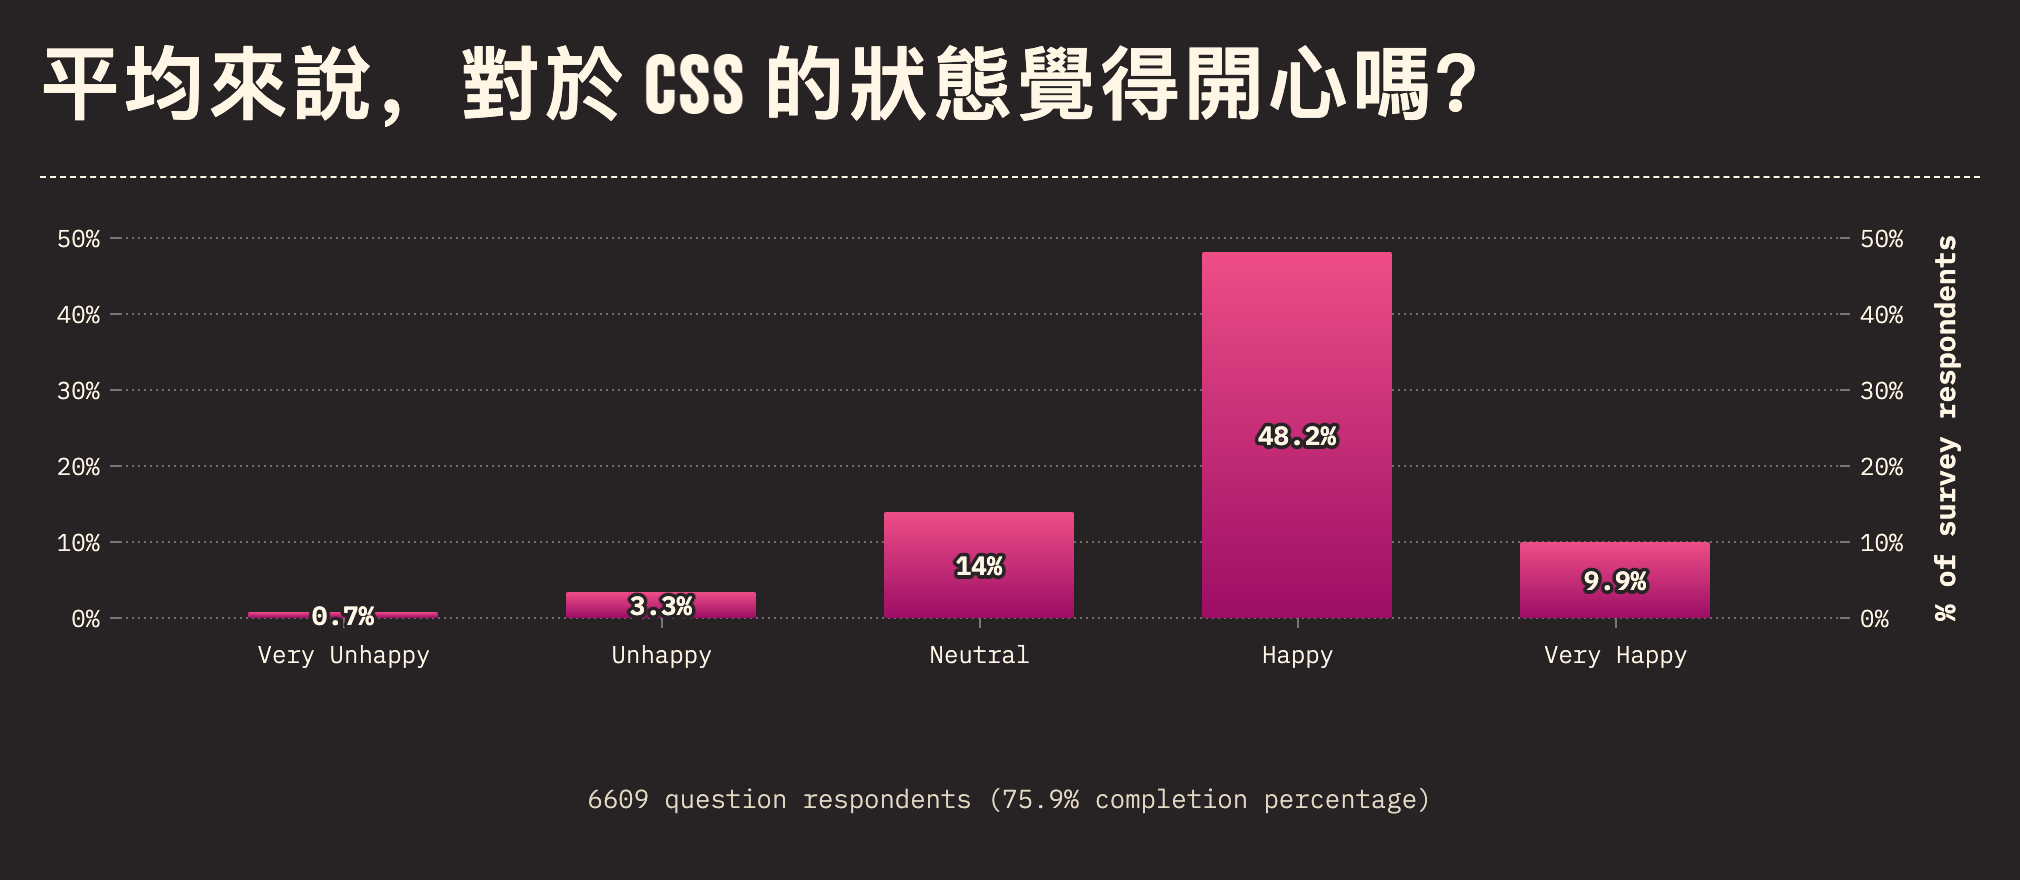 平均來說，對於 CSS 的狀態覺得開心嗎？
50%
40%
30%
20%
10%
0%
0.7%
3.3%
14%
48.2%
9.9%
Very Unhappy
Unhappy
Neutral
Happy
Very Happy
50%
40%
30%
20%
10%
0%
% of survey respondents
6609 question respondents (75.9% completion percentage)